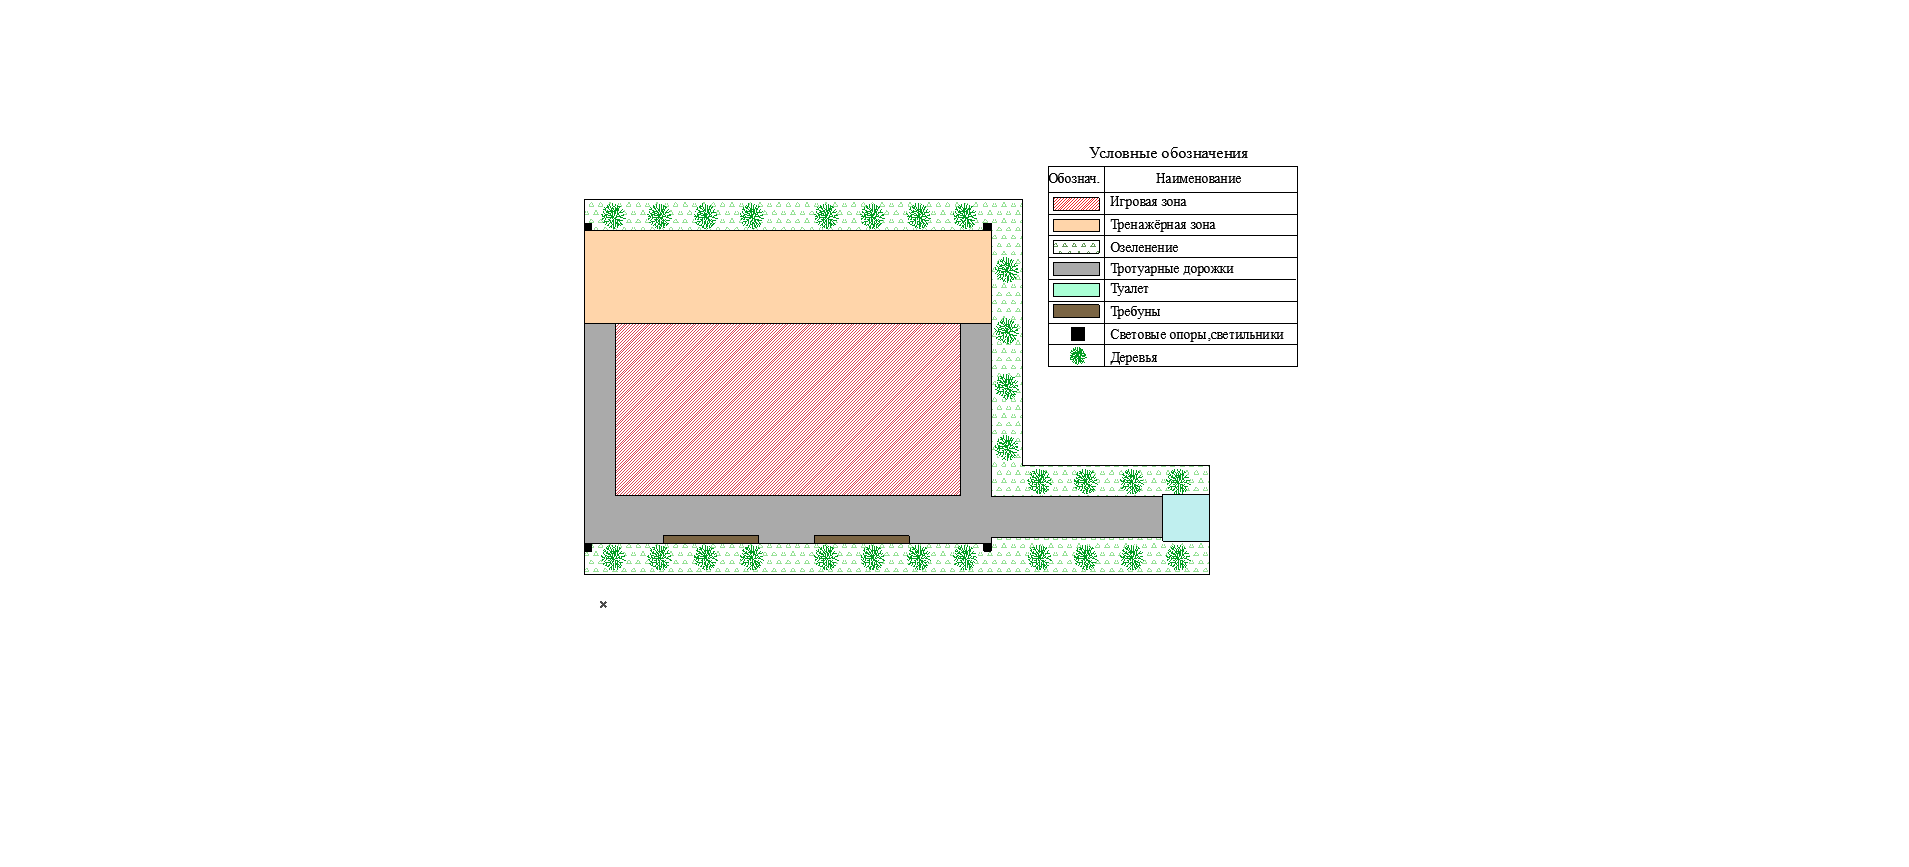 Условные обозначения
Обознач. Наименование
Игровая зона
Тренажёрная зона
Озеленение
Тротуарные дорожки
Туалет
Требуны
Световые опоры,светильники
Деревья